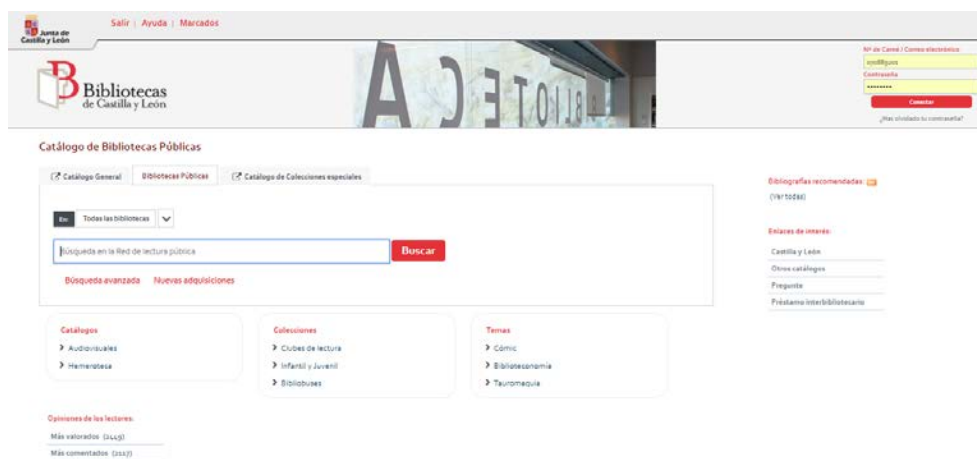 Junta de
Castilla y León
Salir | Ayuda | Marcados
Bibliotecas
de Castilla y León
BIBLIOTECA
Nº de Carné / Correo electrónico
Contraseña
••••••••
Conectar
¿Has olvidado tu contraseña?
Catálogo de Bibliotecas Públicas
Catálogo General
Bibliotecas Públicas
Catálogo de Colecciones especiales
En:
Todas las bibliotecas
Búsqueda en la Red de lectura pública
Buscar
Búsqueda avanzada
Nuevas adquisiciones
Bibliografías recomendadas:
(Ver todas)
Enlaces de interés:
Castilla y León
Otros catálogos
Pregunte
Préstamo interbibliotecario
Catálogos
Audiovisuales
Hemeroteca
Colecciones
Clubes de lectura
Infantil y Juvenil
Bibliobuses
Temas
Cómic
Biblioteconomía
Tauromaquia
Opiniones de los lectores:
Más valorados (2449)
Más comentados (2117)